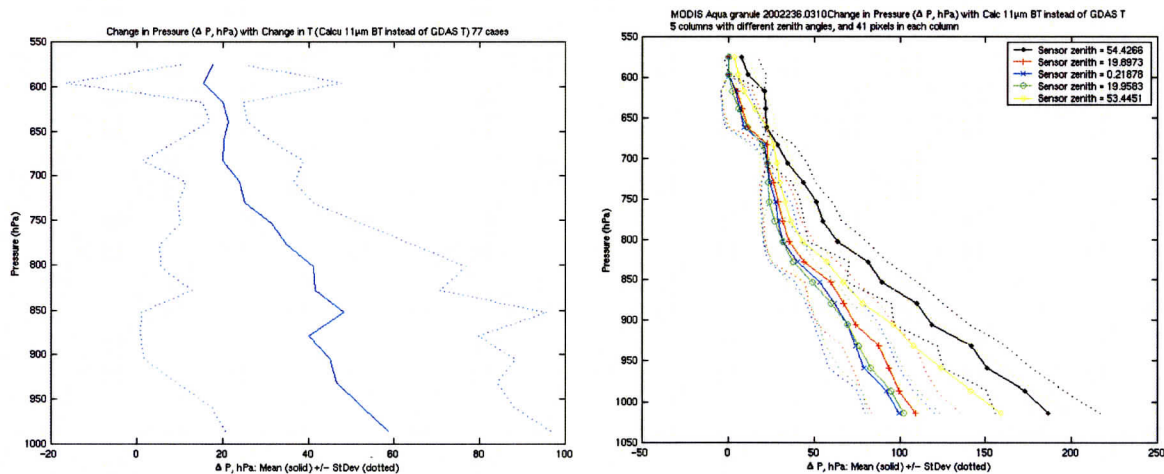 Change in Pressure (Δ P, hPa) with Change in T (Calcu 11μm BT instead of GDAS T) 77 cases
550
600
650
700
750
800
850
900
950
1000
Pressure (hPa)
-20
0
20
40
60
80
100
Δ P, hPa: Mean (solid) +/− StDev (dotted)
MODIS Aqua granule 2002236.0310Change in Pressure (Δ P, hPa) with Calc 11μm BT instead of GDAS T
5 columns with different zenith angles, and 41 pixels in each column
550
600
650
700
750
800
850
900
950
1000
1050
Pressure (hPa)
Sensor zenith = 54.4266
Sensor zenith = 19.6973
Sensor zenith = 0.21878
Sensor zenith = 19.9583
Sensor zenith = 53.4451
-50
0
50
100
150
200
250
Δ P, hPa: Mean (solid) +/− StDev (dotted)